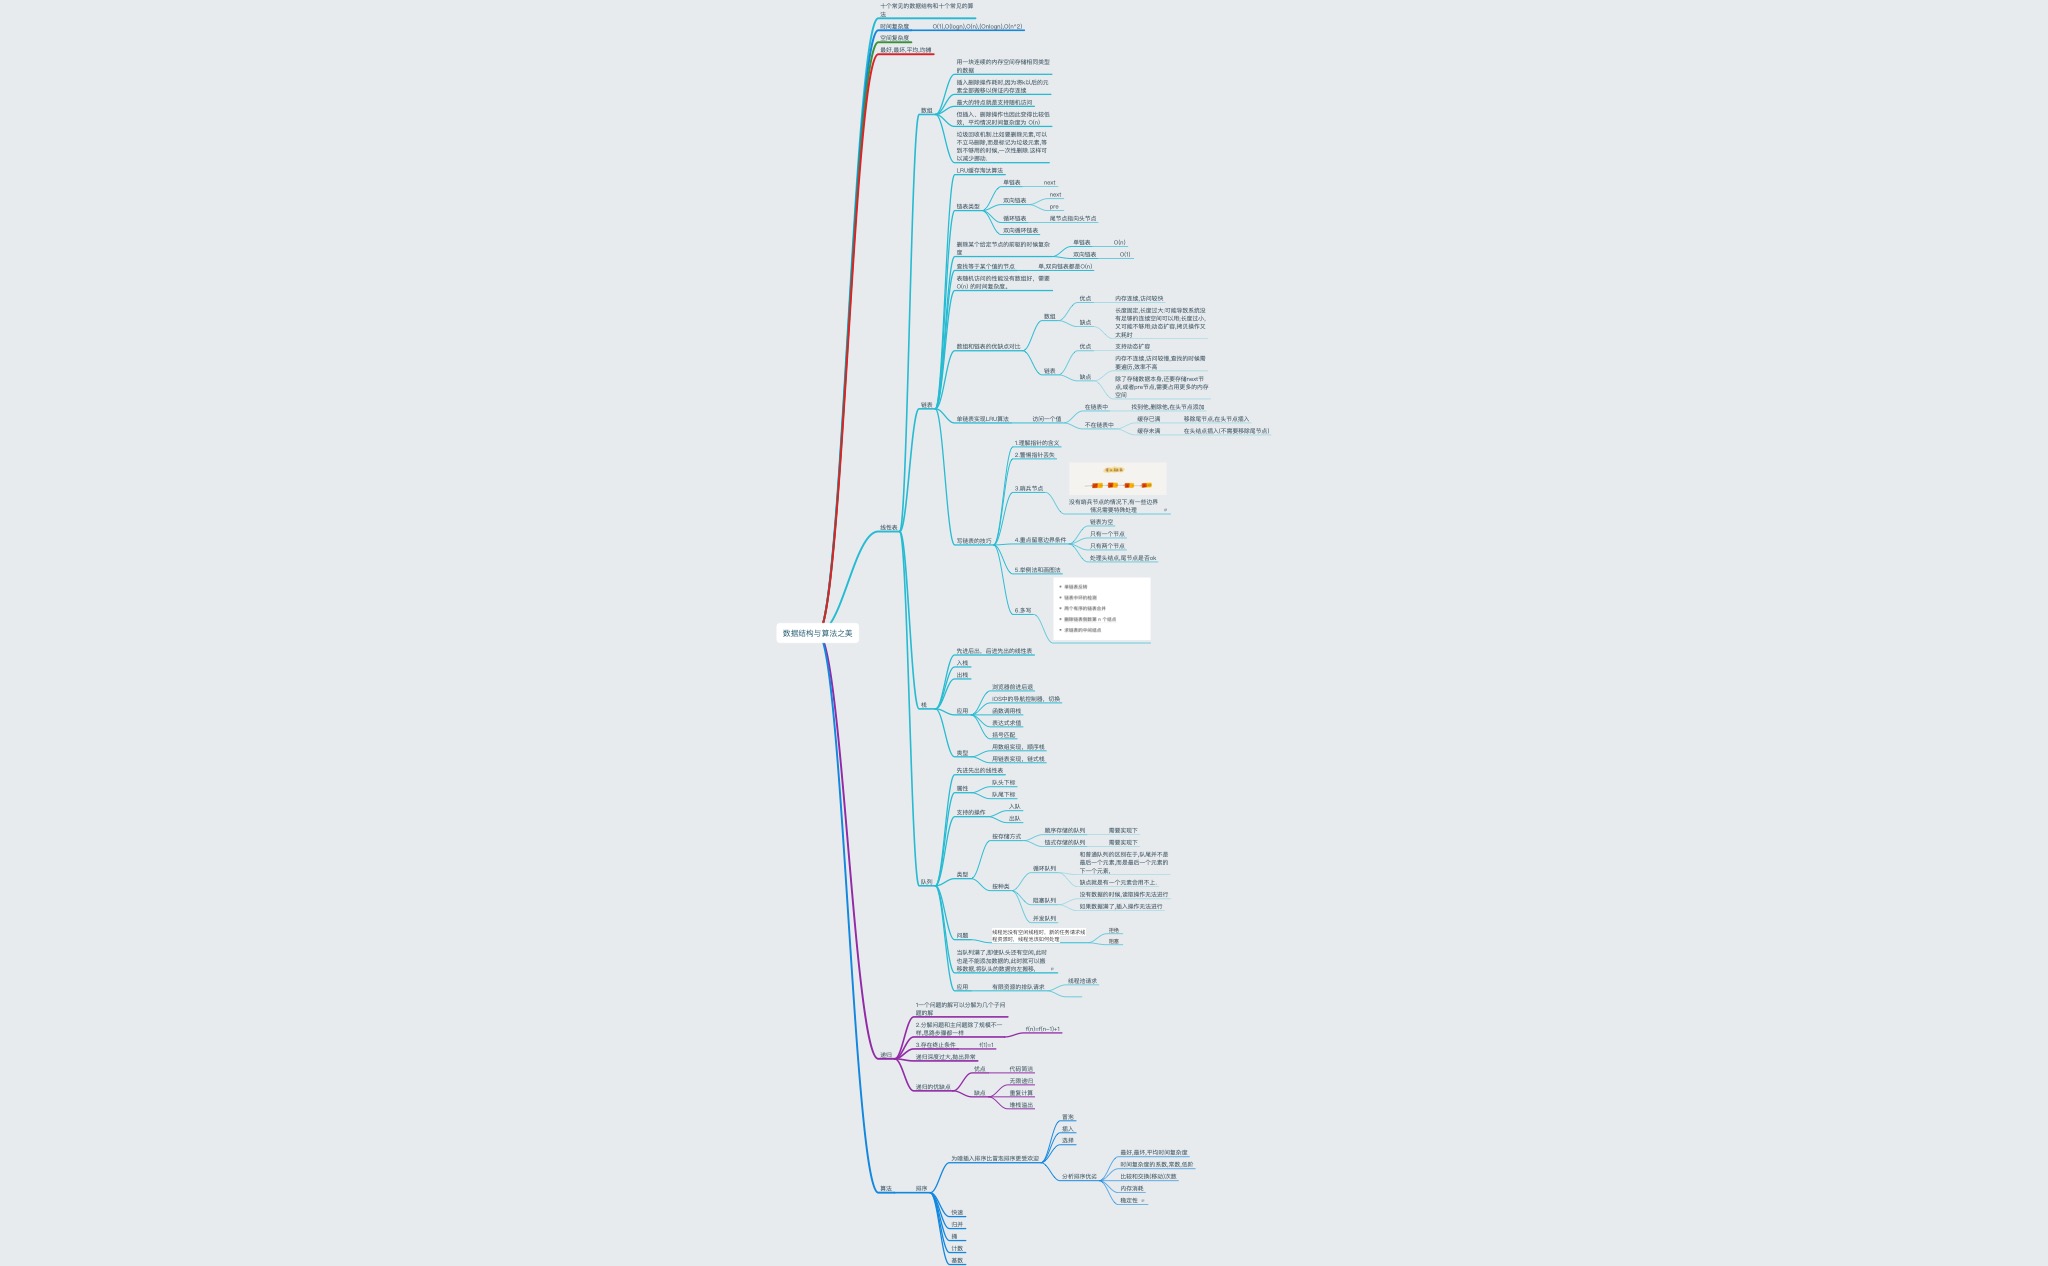 十个常见的数据结构和十个常见的算
法
时间复杂度
O(1),O(logn),O(n),(Onlogn),O(n^2)
空间复杂度
最好,最坏,平均,均摊
数组
用一块连续的内存空间存储相同类型
的数据
插入删除操作耗时,因为将k以后的元
素全部搬移以保证内存连续
最大的特点就是支持随机访问
但插入、删除操作也因此变得比较低
效，平均情况时间复杂度为 O(n)
垃圾回收机制,比如要删除元素,可以
不立马删除,而是标记为垃圾元素,等
到不够用的时候,一次性删除.这样可
以减少挪动.
LRU缓存淘汰算法
链表类型
单链表
next
双向链表
next
pre
循环链表
尾节点指向头节点
双向循环链表
删除某个给定节点的前驱的时候复杂
度
单链表
O(n)
双向链表
O(1)
查找等于某个值的节点
单,双向链表都是O(n)
表随机访问的性能没有数组好，需要
O(n) 的时间复杂度。
数组和链表的优缺点对比
数组
优点
内存连续,访问较快
缺点
长度固定,长度过大:可能导致系统没
有足够的连续空间可以用;长度过小,
又可能不够用;动态扩容,拷贝操作又
太耗时
链表
优点
支持动态扩容
缺点
内存不连续,访问较慢,查找的时候需
要遍历,效率不高
除了存储数据本身,还要存储next节
点,或者pre节点,需要占用更多的内存
空间
链表
单链表实现LRU算法
访问一个值
在链表中
找到他,删除他,在头节点添加
不在链表中
缓存已满
移除尾节点,在头节点插入
缓存未满
在头结点插入(不需要移除尾节点)
写链表的技巧
1.理解指针的含义
2.警惕指针丢失
3.哨兵节点
没有哨兵节点的情况下,有一些边界
情况需要特殊处理
4.重点留意边界条件
链表为空
只有一个节点
只有两个节点
处理头结点,尾节点是否ok
5.举例法和画图法
6.多写
单链表反转
链表中环的检测
两个有序的链表合并
删除链表倒数第 n 个结点
求链表的中间结点
线性表
数据结构与算法之美
栈
先进后出、后进先出的线性表
入栈
出栈
应用
浏览器前进后退
iOS中的导航控制器、切换
函数调用栈
表达式求值
括号匹配
类型
用数组实现，顺序栈
用链表实现，链式栈
队列
先进先出的线性表
属性
队头下标
队尾下标
支持的操作
入队
出队
类型
按存储方式
顺序存储的队列
需要实现下
链式存储的队列
需要实现下
按种类
循环队列
和普通队列的区别在于,队尾并不是
最后一个元素,而是最后一个元素的
下一个元素,
缺点就是有一个元素会用不上.
阻塞队列
没有数据的时候,读取操作无法进行
如果数据满了,插入操作无法进行
并发队列
问题
线程池没有空闲线程时，新的任务请求线
程资源时，线程池该如何处理
拒绝
阻塞
当队列满了,即使队头还有空间,此时
也是不能添加数据的,此时就可以搬
移数据,将队头的数据向左搬移,
应用
有限资源的排队请求
线程池请求
递归
1一个问题的解可以分解为几个子问
题的解
2.分解问题和主问题除了规模不一
样,思路步骤都一样
f(n)=f(n-1)+1
3.存在终止条件
f(1)=1
递归深度过大,抛出异常
递归的优缺点
优点
代码简洁
缺点
无限递归
重复计算
堆栈溢出
算法
排序
为啥插入排序比冒泡排序更受欢迎
冒泡
插入
选择
分析排序优劣
最好,最坏,平均时间复杂度
时间复杂度的系数,常数,低阶
比较和交换(移动)次数
内存消耗
稳定性
快速
归并
桶
计数
基数